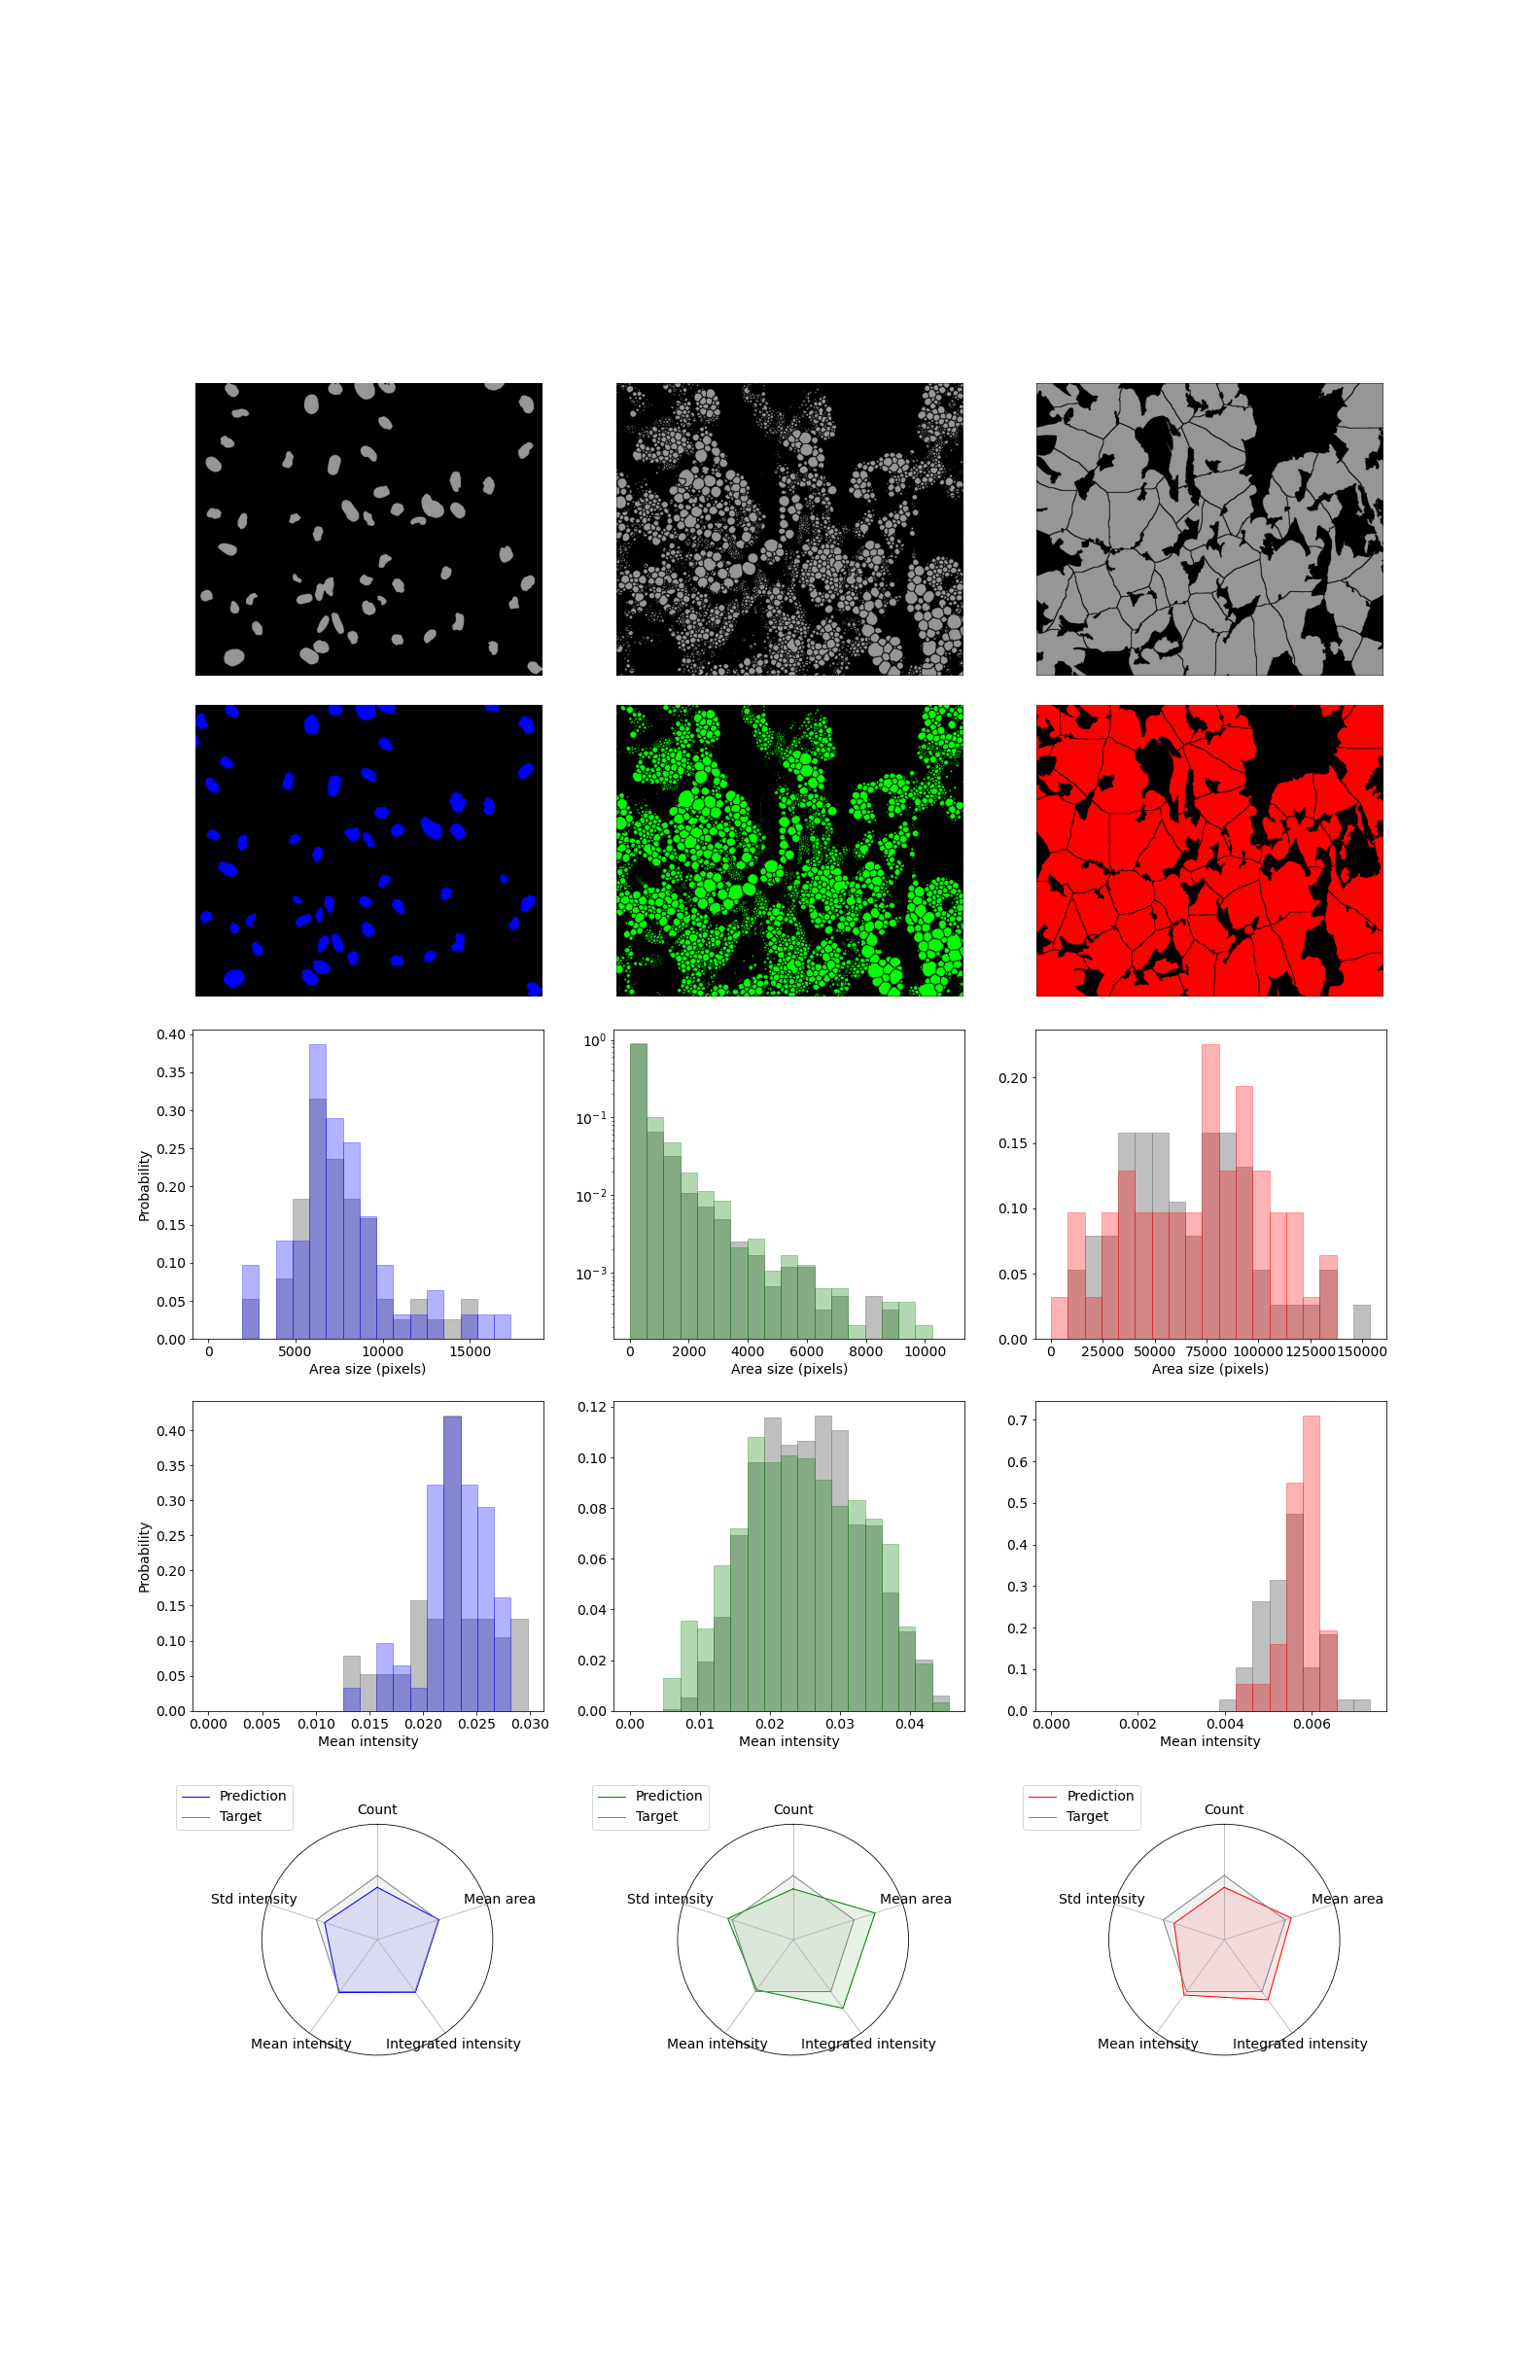 0.40
0.35
0.30
0.25
0.20
0.15
0.10
0.05
0.00
Probability
0 5000 10000 15000
Area size (pixels)
10^0
10^-1
10^-2
10^-3
0 2000 4000 6000 8000 10000
Area size (pixels)
0.20
0.15
0.10
0.05
0.00
0 25000 50000 75000 100000 125000 150000
Area size (pixels)
0.40
0.35
0.30
0.25
0.20
0.15
0.10
0.05
0.00
Probability
0.000 0.005 0.010 0.015 0.020 0.025 0.030
Mean intensity
0.12
0.10
0.08
0.06
0.04
0.02
0.00
0.00 0.01 0.02 0.03 0.04
Mean intensity
0.7
0.6
0.5
0.4
0.3
0.2
0.1
0.0
0.000 0.002 0.004 0.006
Mean intensity
Prediction
Target
Count
Std intensity
Mean area
Mean intensity
Integrated intensity
Prediction
Target
Count
Std intensity
Mean area
Mean intensity
Integrated intensity
Prediction
Target
Count
Std intensity
Mean area
Mean intensity
Integrated intensity